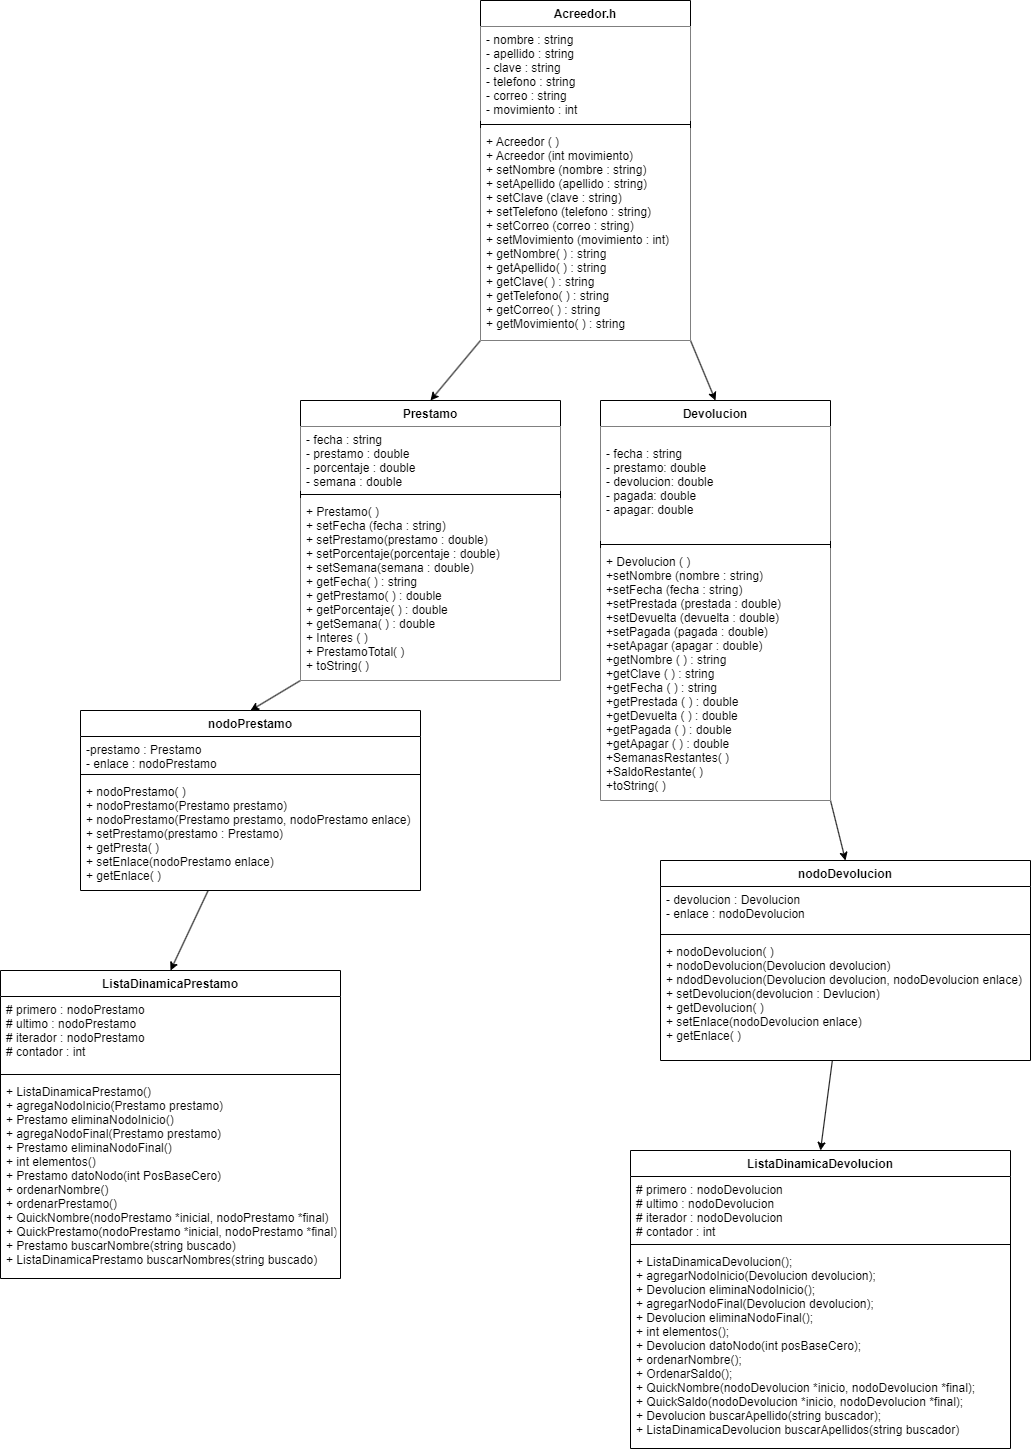 Acreedor.h
- nombre : string
- apellido : string
- clave : string
- telefono : string
- correo : string
- movimiento : int
+ Acreedor ( )
+ Acreedor (int movimiento)
+ setNombre (nombre : string)
+ setApellido (apellido : string)
+ setClave (clave : string)
+ setTelefono (telefono : string)
+ setCorreo (correo : string)
+ setMovimiento (movimiento : int)
+ getNombre( ) : string
+ getApellido( ) : string
+ getClave( ) : string
+ getTelefono( ) : string
+ getCorreo( ) : string
+ getMovimiento( ) : string
Prestamo
- fecha : string
- prestamo : double
- porcentaje : double
- semana : double
+ Prestamo( )
+ setFecha (fecha : string)
+ setPrestamo(prestamo : double)
+ setPorcentaje(porcentaje : double)
+ setSemana(semana : double)
+ getFecha( ) : string
+ getPrestamo( ) : double
+ getPorcentaje( ) : double
+ getSemana( ) : double
+ Interes ( )
+ PrestamoTotal( )
+ toString( )
Devolucion
- fecha : string
- prestamo: double
- devolucion: double
- pagada: double
- apagar: double
+ Devolucion ( )
+setNombre (nombre : string)
+setFecha (fecha : string)
+setPrestada (prestada : double)
+setDevuelta (devuelta : double)
+setPagada (pagada : double)
+setApagar (apagar : double)
+getNombre ( ) : string
+getClave ( ) : string
+getFecha ( ) : string
+getPrestada ( ) : double
+getDevuelta ( ) : double
+getPagada ( ) : double
+getApagar ( ) : double
+SemanasRestantes( )
+SaldoRestante( )
+toString( )
nodoPrestamo
-prestamo : Prestamo
- enlace : nodoPrestamo
+ nodoPrestamo( )
+ nodoPrestamo(Prestamo prestamo)
+ nodoPrestamo(Prestamo prestamo, nodoPrestamo enlace)
+ setPrestamo(prestamo : Prestamo)
+ getPresta( )
+ setEnlace(nodoPrestamo enlace)
+ getEnlace( )
nodoDevolucion
- devolucion : Devolucion
- enlace : nodoDevolucion
+ nodoDevolucion( )
+ nodoDevolucion(Devolucion devolucion)
+ ndodDevolucion(Devolucion devolucion, nodoDevolucion enlace)
+ setDevolucion(devolucion : Devlucion)
+ getDevolucion( )
+ setEnlace(nodoDevolucion enlace)
+ getEnlace( )
ListaDinamicaPrestamo
# primero : nodoPrestamo
# ultimo : nodoPrestamo
# iterador : nodoPrestamo
# contador : int
+ ListaDinamicaPrestamo()
+ agregaNodoInicio(Prestamo prestamo)
+ Prestamo eliminaNodoInicio()
+ agregaNodoFinal(Prestamo prestamo)
+ Prestamo eliminaNodoFinal()
+ int elementos()
+ Prestamo datoNodo(int PosBaseCero)
+ ordenarNombre()
+ ordenarPrestamo()
+ QuickNombre(nodoPrestamo *inicial, nodoPrestamo *final)
+ QuickPrestamo(nodoPrestamo *inicial, nodoPrestamo *final)
+ Prestamo buscarNombre(string buscado)
+ ListaDinamicaPrestamo buscarNombres(string buscado)
ListaDinamicaDevolucion
# primero : nodoDevolucion
# ultimo : nodoDevolucion
# iterador : nodoDevolucion
# contador : int
+ ListaDinamicaDevolucion();
+ agregarNodoInicio(Devolucion devolucion);
+ Devolucion eliminaNodoInicio();
+ agregarNodoFinal(Devolucion devolucion);
+ Devolucion eliminaNodoFinal();
+ int elementos();
+ Devolucion datoNodo(int posBaseCero);
+ ordenarNombre();
+ OrdenarSaldo();
+ QuickNombre(nodoDevolucion *inicio, nodoDevolucion *final);
+ QuickSaldo(nodoDevolucion *inicio, nodoDevolucion *final);
+ Devolucion buscarApellido(string buscador);
+ ListaDinamicaDevolucion buscarApellidos(string buscador)